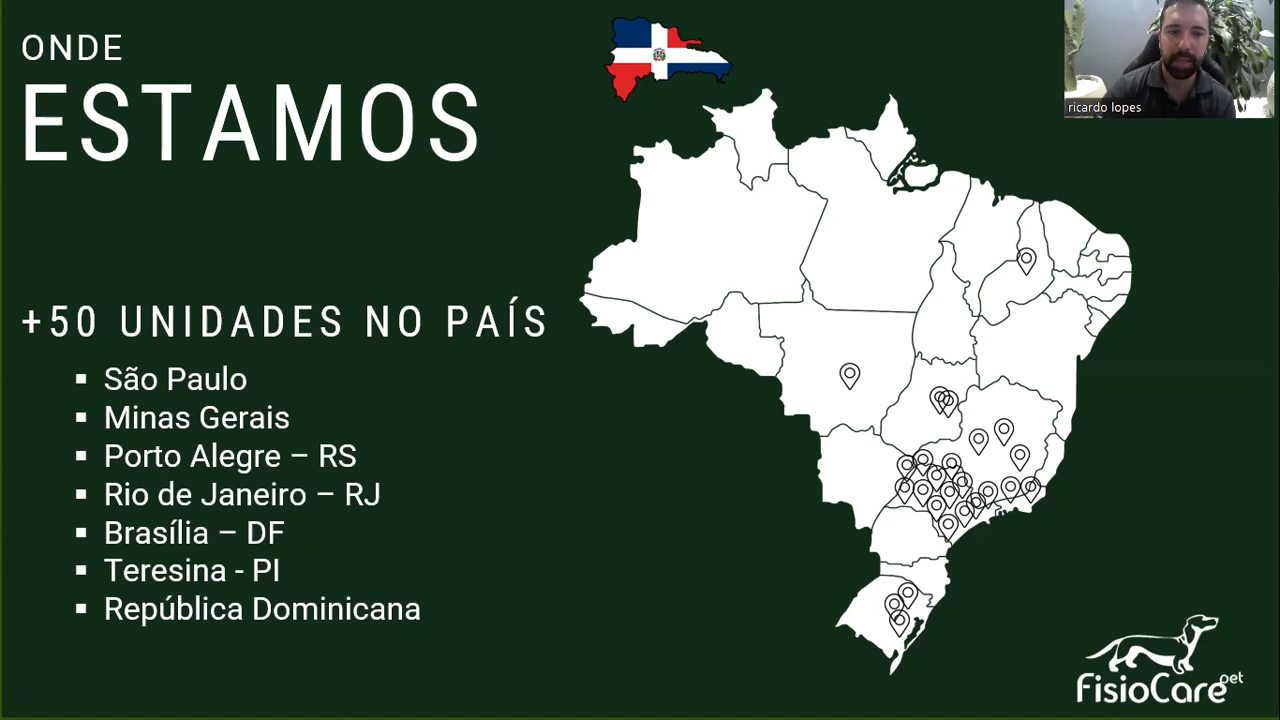 ONDE
ESTAMOS
ricardo lopes
+50 UNIDADES NO PAÍS
▪ São Paulo
▪ Minas Gerais
▪ Porto Alegre – RS
▪ Rio de Janeiro – RJ
▪ Brasília – DF
▪ Teresina - PI
▪ República Dominicana
FisioCare pet